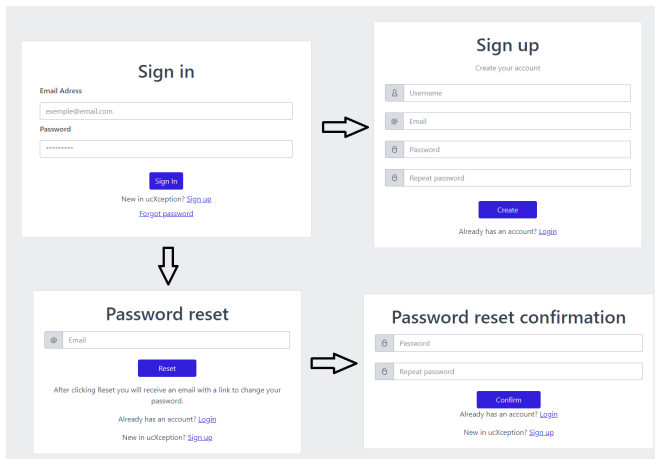 Sign in
Email Adress
exemple@email.com
Password
*********
Sign In
New in ucXception? Sign up
Forgot password
Sign up
Create your account
Username
@ Email
Password
Repeat password
Create
Already has an account? Login
Password reset
@ Email
Reset
After clicking Reset you will receive an email with a link to change your
password.
Already has an account? Login
New in ucXception? Sign up
Password reset confirmation
Password
Repeat password
Confirm
Already has an account? Login
New in ucXception? Sign up